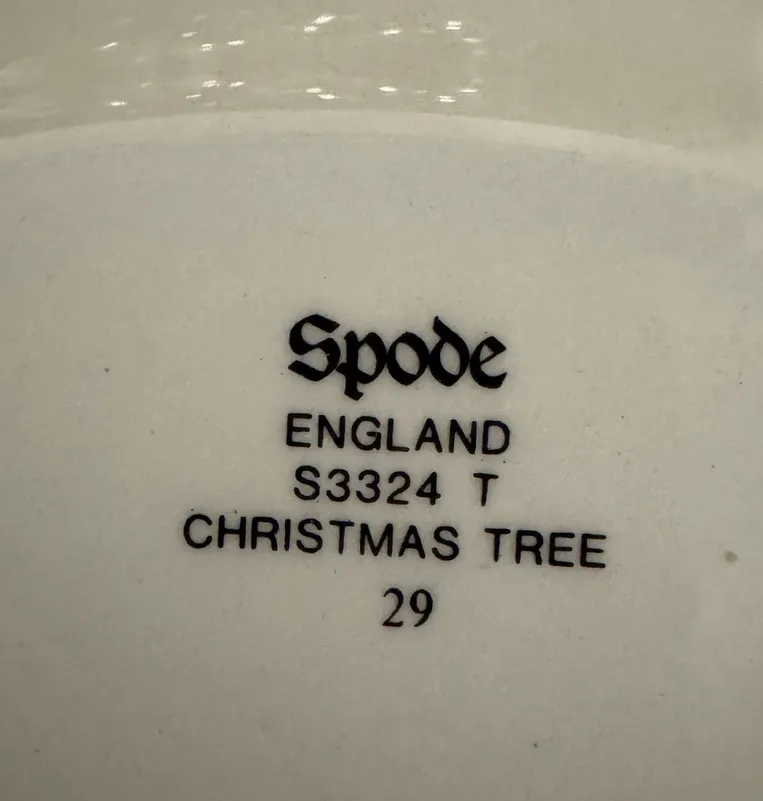 Spode
ENGLAND
S3324 T
CHRISTMAS TREE
29